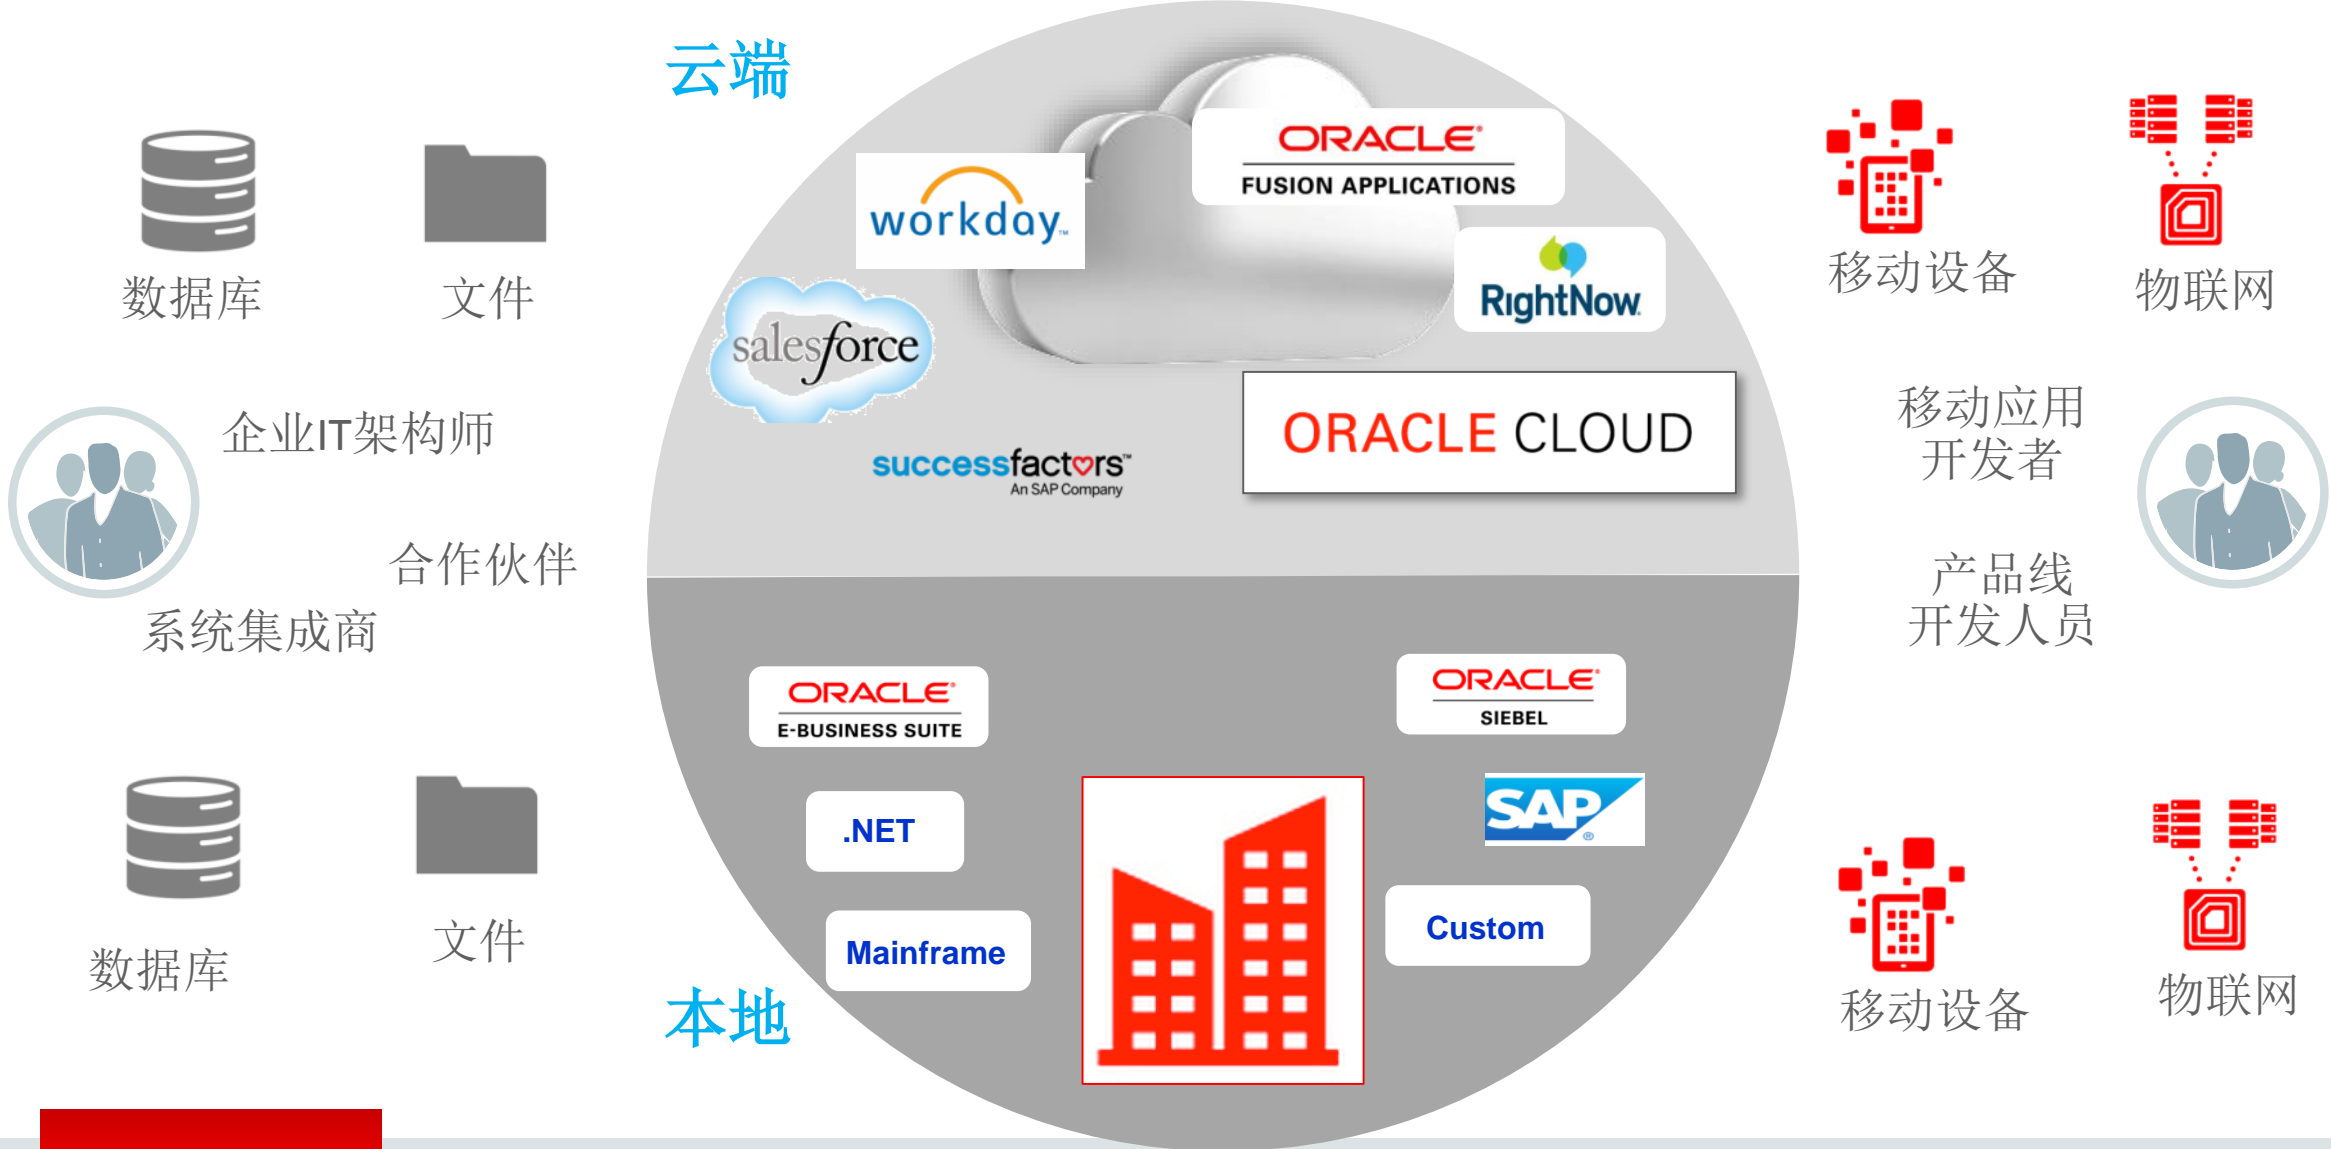 云端
数据库
文件
企业IT架构师
合作伙伴
系统集成商
workday™
ORACLE®
FUSION APPLICATIONS
RightNow
salesforce
successfactors™
An SAP Company
ORACLE CLOUD
移动设备
物联网
移动应用
开发者
产品线
开发人员
ORACLE®
E-BUSINESS SUITE
ORACLE®
SIEBEL
.NET
SAP®
Mainframe
Custom
本地
数据库
文件
移动设备
物联网